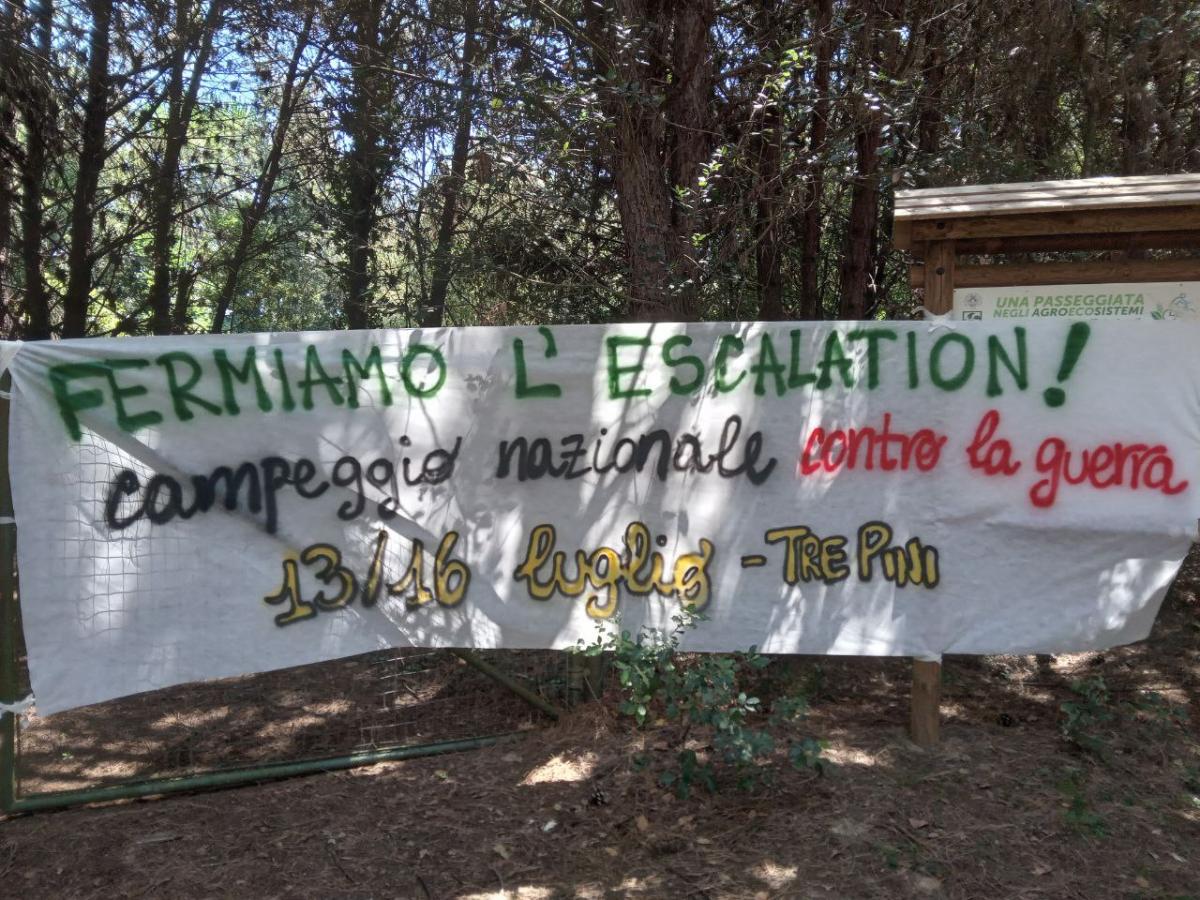 UNA PASSEGGIATA
NEGLI AGROECOSISTEMI
FERMIAMO L'ESCALATION!
campeggio nazionale contro la guerra
13/16 luglio - TRE PINI